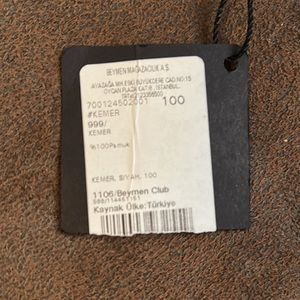 BEYMEN MAĞAZACILIK A.Ş.
AYAZAĞA MH.ESKİ BÜYÜKDERE CAD.NO:15
OYCAN PLAZA KAT:6 , İSTANBUL
700124502001 100
#KEMER
999/
KEMER
%100Pamuk
KEMER, SİYAH, 100
1106/Beymen Club
Kaynak Ülke:Türkiye